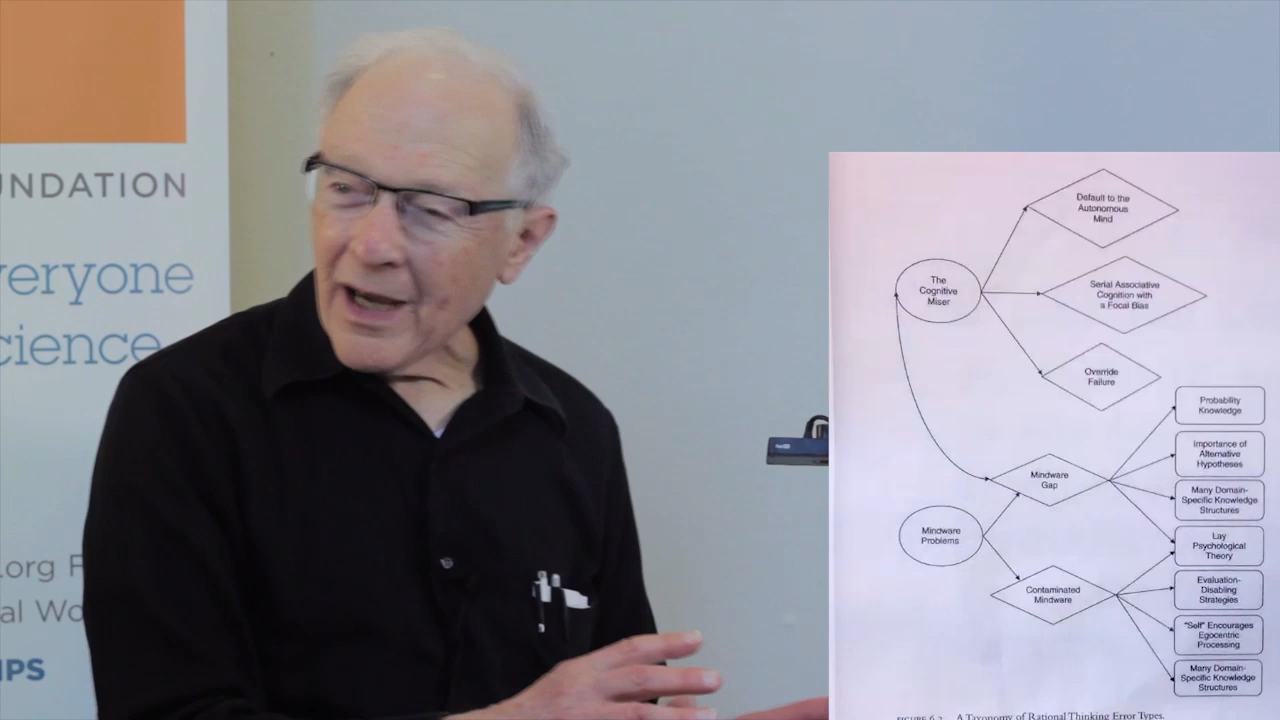 UNDATION
veryone
cience
.org F
al Wo
IPS
Default to the
Autonomous
Mind
The
Cognitive
Miser
Serial Associative
Cognition with
a Focal Bias
Override
Failure
Probability
Knowledge
Importance of
Alternative
Hypotheses
Mindware
Gap
Many Domain-
Specific Knowledge
Structures
Mindware
Problems
Lay
Psychological
Theory
Contaminated
Mindware
Evaluation-
Disabling
Strategies
"Self" Encourages
Egocentric
Processing
Many Domain-
Specific Knowledge
Structures
FIGURE 6.2 A Taxonomy of Rational Thinking Error Types.